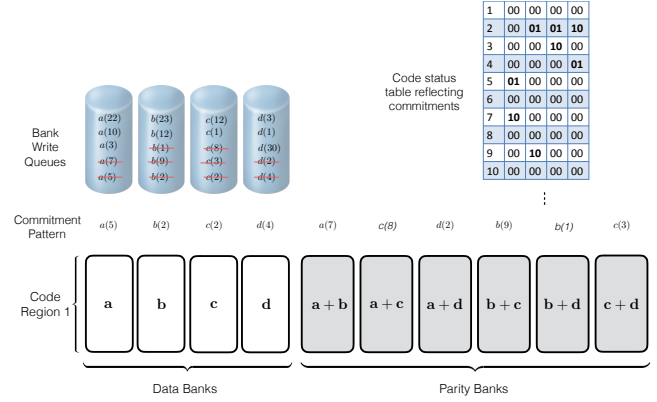 1 00 00 00 00
2 00 01 01 10
3 00 00 10 00
4 00 00 00 01
5 01 00 00 00
6 00 00 00 00
7 10 00 00 00
8 00 00 00 00
9 00 10 00 00
10 00 00 00 00
Code status
table reflecting
commitments
Bank
Write
Queues
a(22) b(23) c(12) d(3)
a(10) b(12) c(1) d(1)
a(3) b(1) c(8) d(30)
a(7) b(9) c(3) d(2)
a(5) b(2) c(2) d(4)
Commitment
Pattern
a(5) b(2) c(2) d(4) a(7) c(8) d(2) b(9) b(1) c(3)
Code
Region 1
a b c d a + b a + c a + d b + c b + d c + d
Data Banks Parity Banks